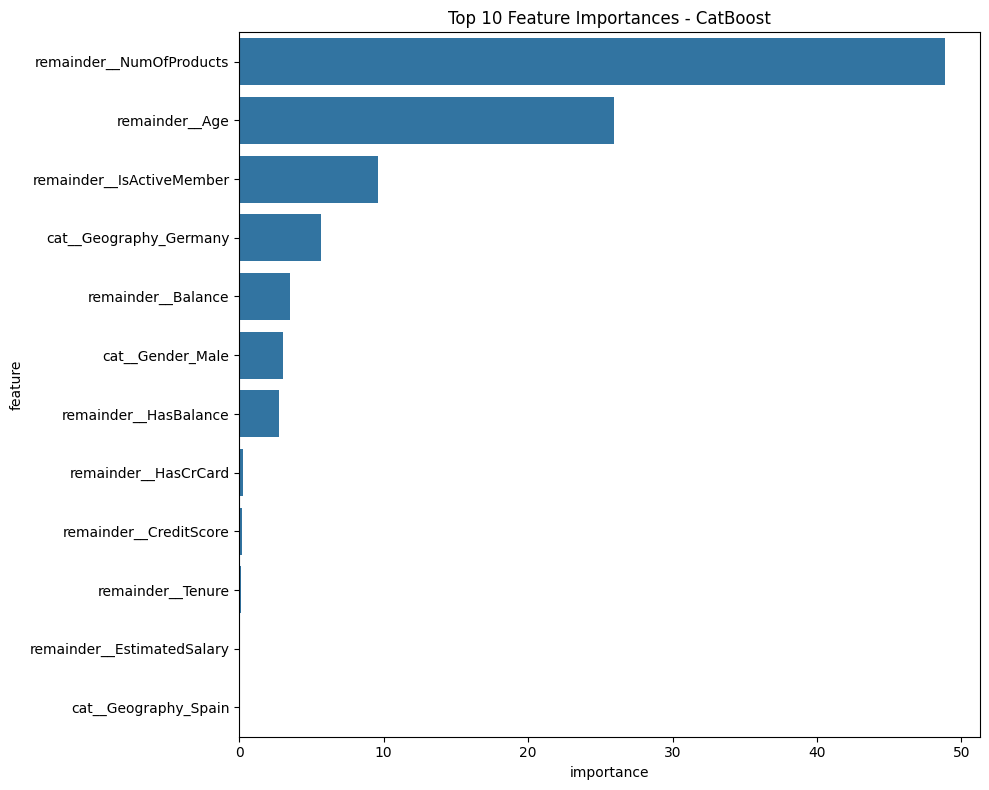 Top 10 Feature Importances - CatBoost
remainder__NumOfProducts
remainder__Age
remainder__IsActiveMember
cat__Geography_Germany
remainder__Balance
cat__Gender_Male
remainder__HasBalance
remainder__HasCrCard
remainder__CreditScore
remainder__Tenure
remainder__EstimatedSalary
cat__Geography_Spain
feature
0 10 20 30 40 50
importance